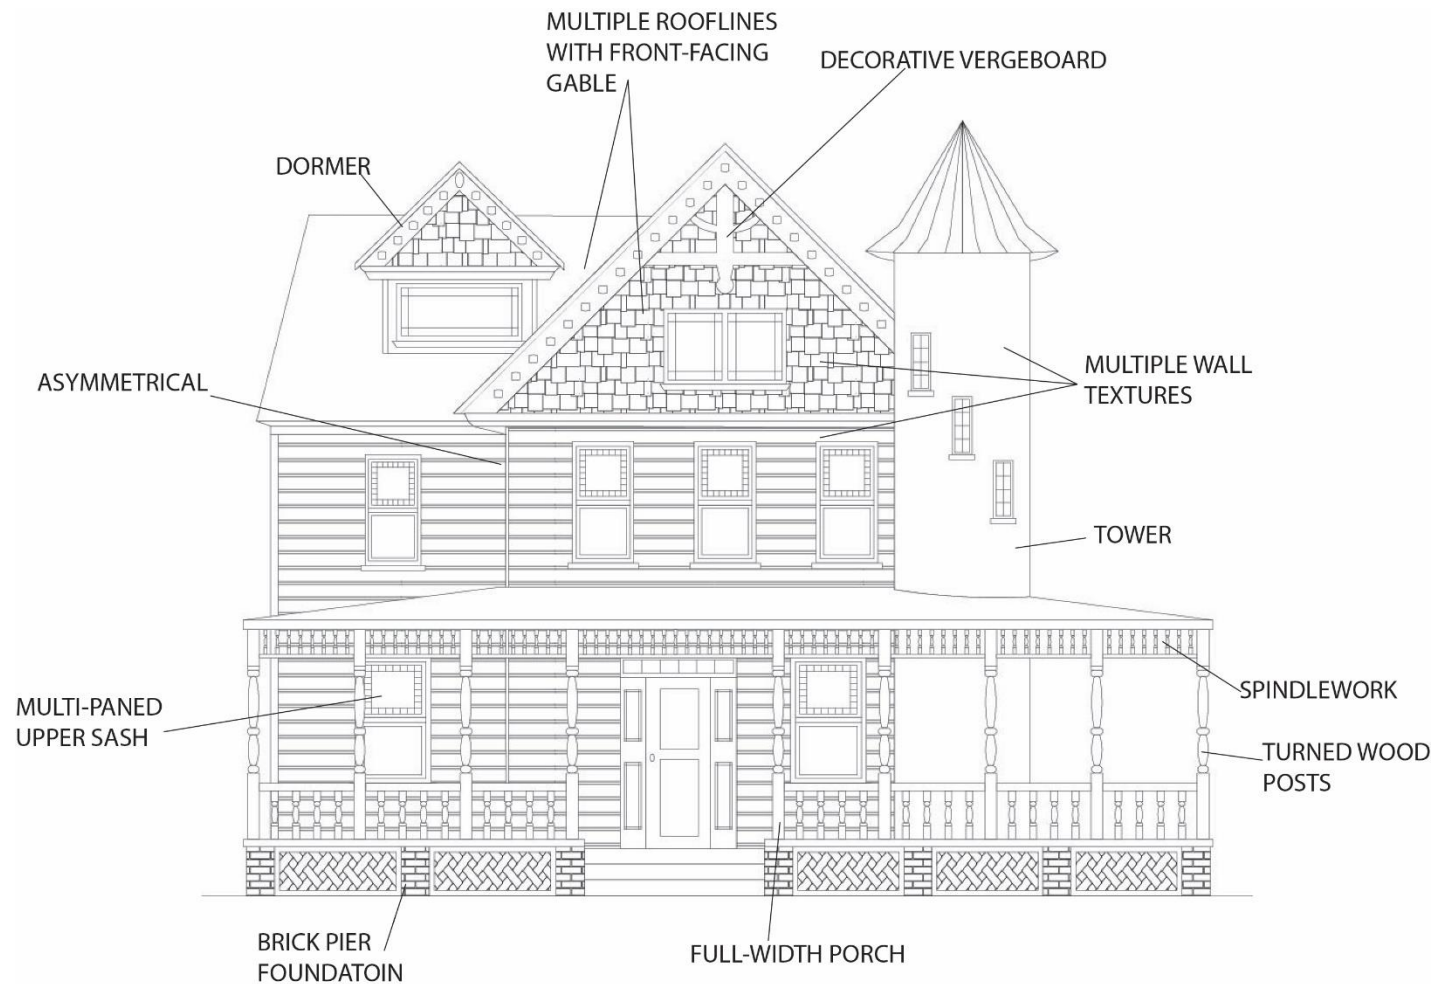 MULTIPLE ROOFLINES
WITH FRONT-FACING
GABLE
DECORATIVE VERGEBOARD
DORMER
ASYMMETRICAL
MULTIPLE WALL
TEXTURES
TOWER
MULTI-PANED
UPPER SASH
SPINDLEWORK
TURNED WOOD
POSTS
BRICK PIER
FOUNDATOIN
FULL-WIDTH PORCH